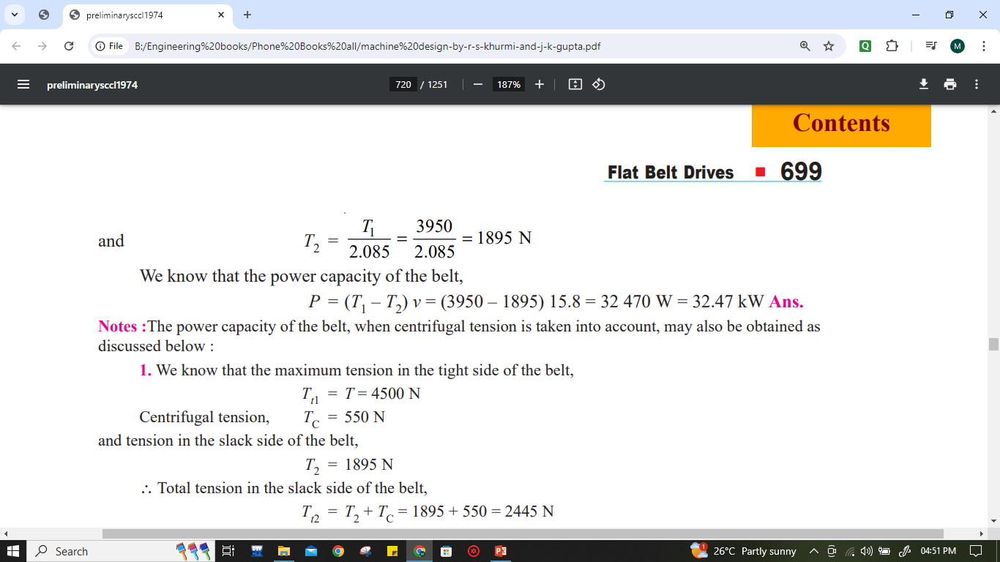 preliminarysccl1974
File B:/Engineering%20books/Phone%20Books%20all/machine%20design-by-r-s-khurmi-and-j-k-gupta.pdf
Q
M
preliminarysccl1974 720 / 1251 187%
Contents
Flat Belt Drives ■ 699
and T₂ = T₁/2.085 = 3950/2.085 = 1895 N
We know that the power capacity of the belt,
P = (T₁ – T₂) v = (3950 – 1895) 15.8 = 32 470 W = 32.47 kW Ans.
Notes :The power capacity of the belt, when centrifugal tension is taken into account, may also be obtained as
discussed below :
1. We know that the maximum tension in the tight side of the belt,
Tt1 = T = 4500 N
Centrifugal tension, TC = 550 N
and tension in the slack side of the belt,
T₂ = 1895 N
∴ Total tension in the slack side of the belt,
Tt2 = T₂ + TC = 1895 + 550 = 2445 N
Search 1 26°C Partly sunny 04:51 PM